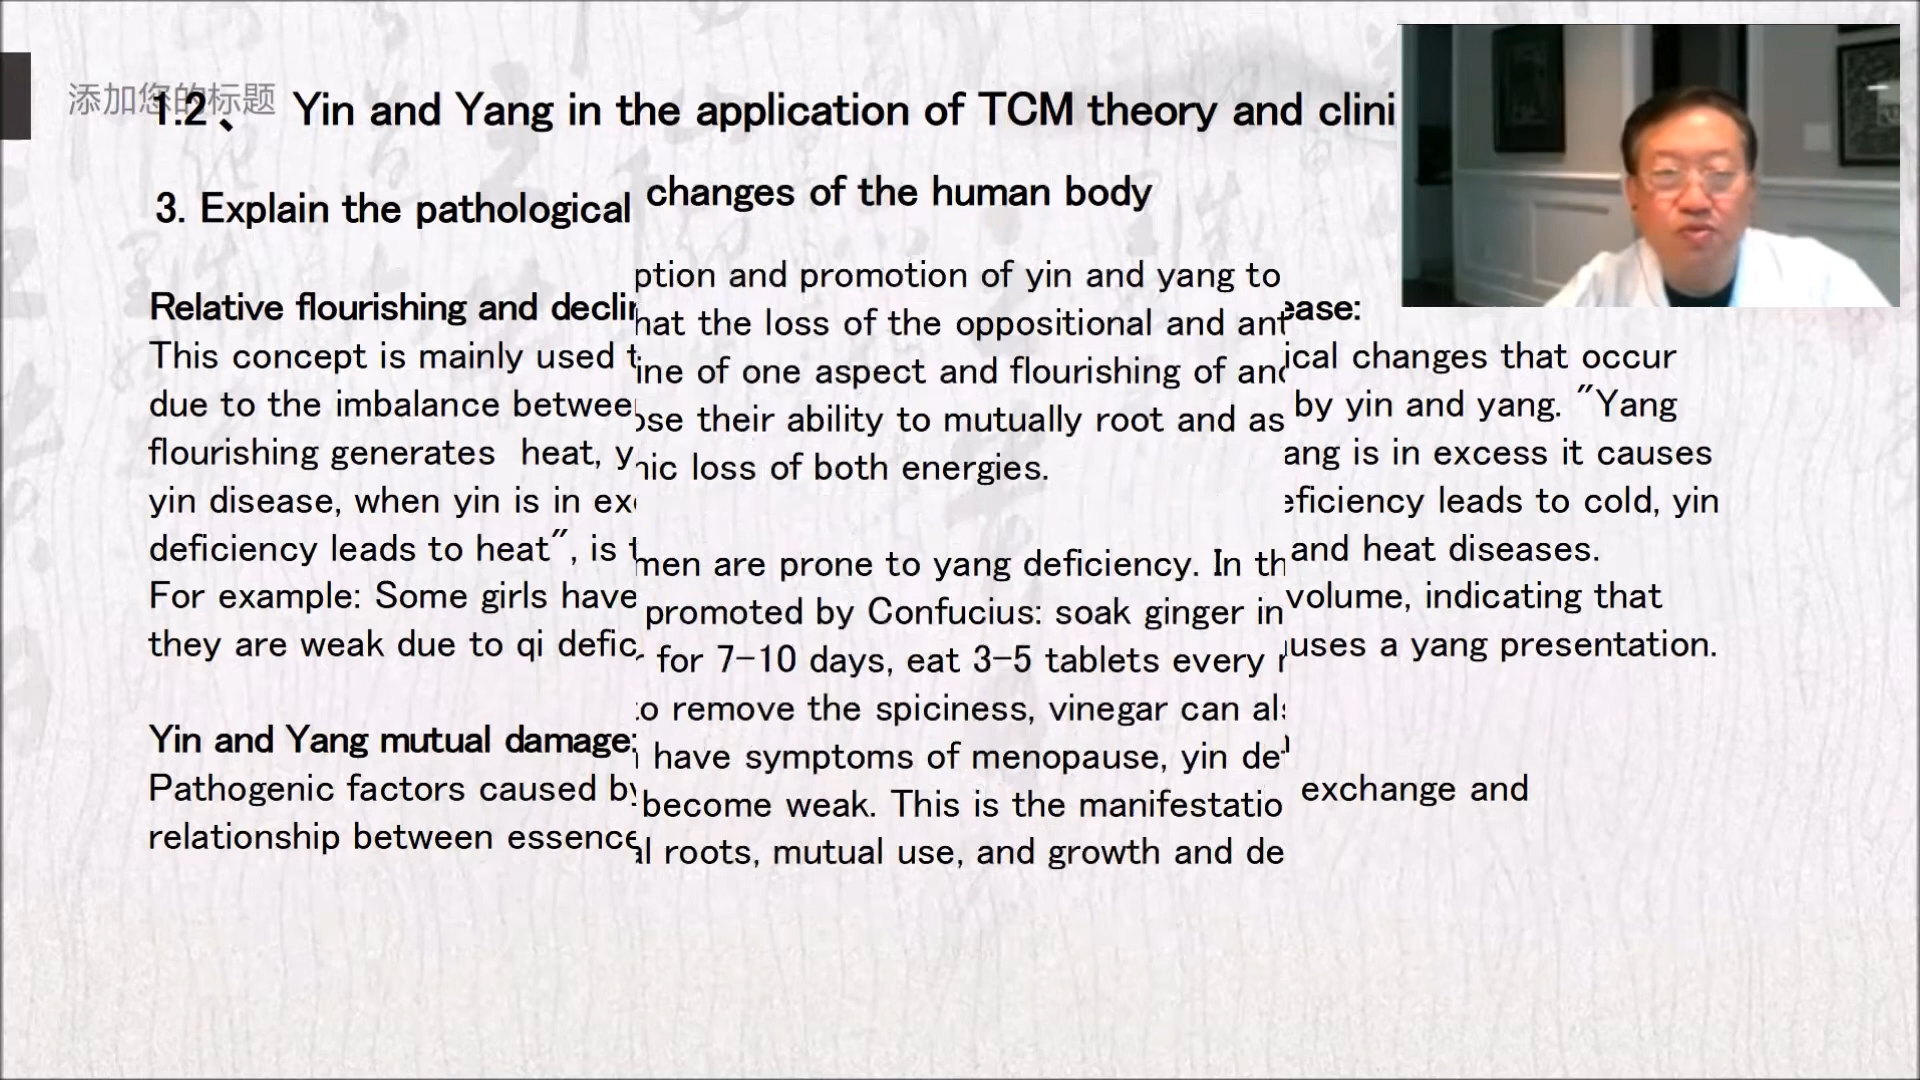 添加您的标题
1.2、 Yin and Yang in the application of TCM theory and clini
3. Explain the pathological changes of the human body
ption and promotion of yin and yang to
Relative flourishing and decli
hat the loss of the oppositional and ant
ease:
This concept is mainly used t
ine of one aspect and flourishing of an
ical changes that occur
due to the imbalance betwee
ose their ability to mutually root and as
by yin and yang. "Yang
flourishing generates heat, y
nic loss of both energies.
ang is in excess it causes
yin disease, when yin is in ex
eficiency leads to cold, yin
deficiency leads to heat", is t
men are prone to yang deficiency. In th
and heat diseases.
For example: Some girls have
promoted by Confucius: soak ginger in
volume, indicating that
they are weak due to qi defic
for 7-10 days, eat 3-5 tablets every
uses a yang presentation.
to remove the spiciness, vinegar can al
Yin and Yang mutual damage:
have symptoms of menopause, yin de
Pathogenic factors caused by
become weak. This is the manifestatio
exchange and
relationship between essence
al roots, mutual use, and growth and de